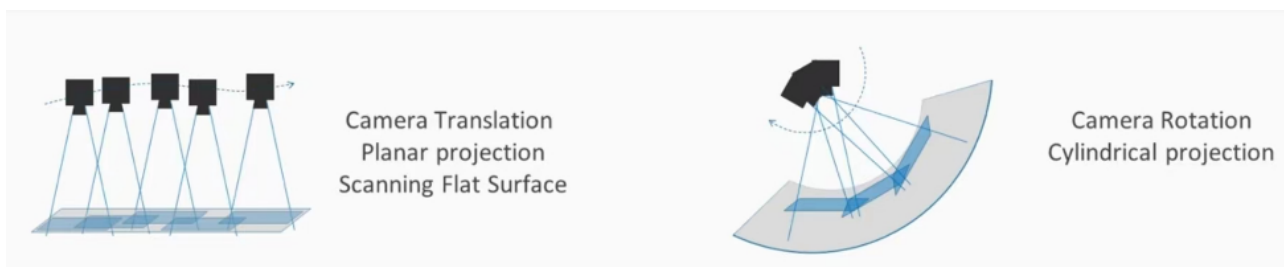 Camera Translation
Planar projection
Scanning Flat Surface
Camera Rotation
Cylindrical projection